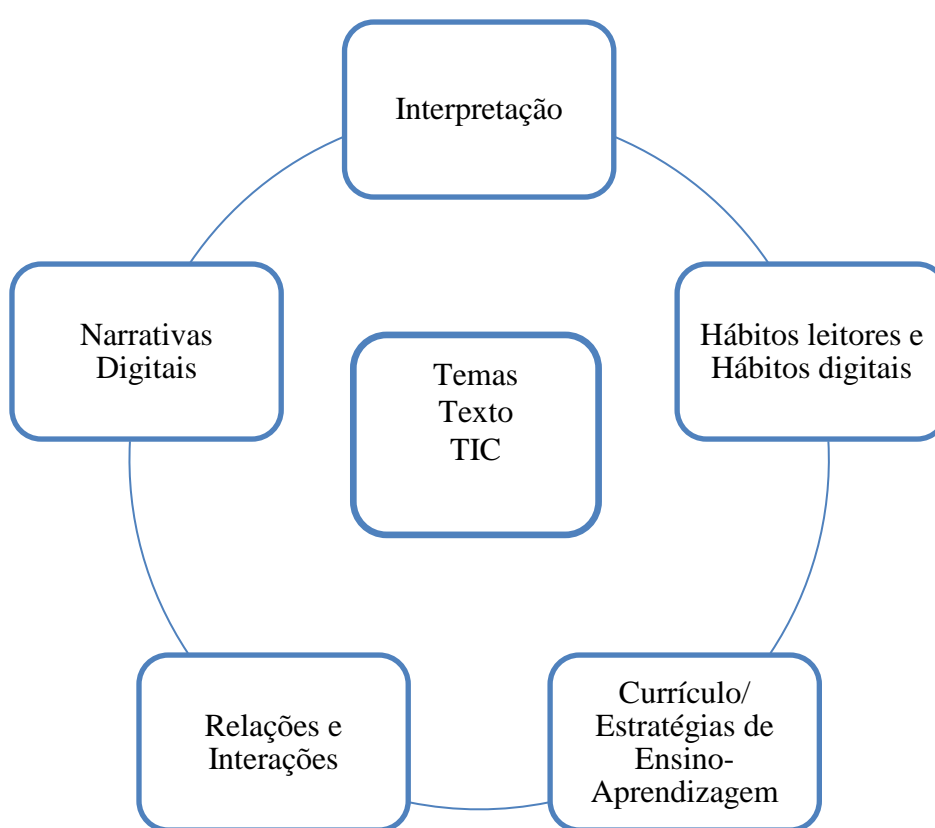 Interpretação
Narrativas
Digitais
Hábitos leitores e
Hábitos digitais
Temas
Texto
TIC
Relações e
Interações
Currículo/
Estratégias de
Ensino-
Aprendizagem